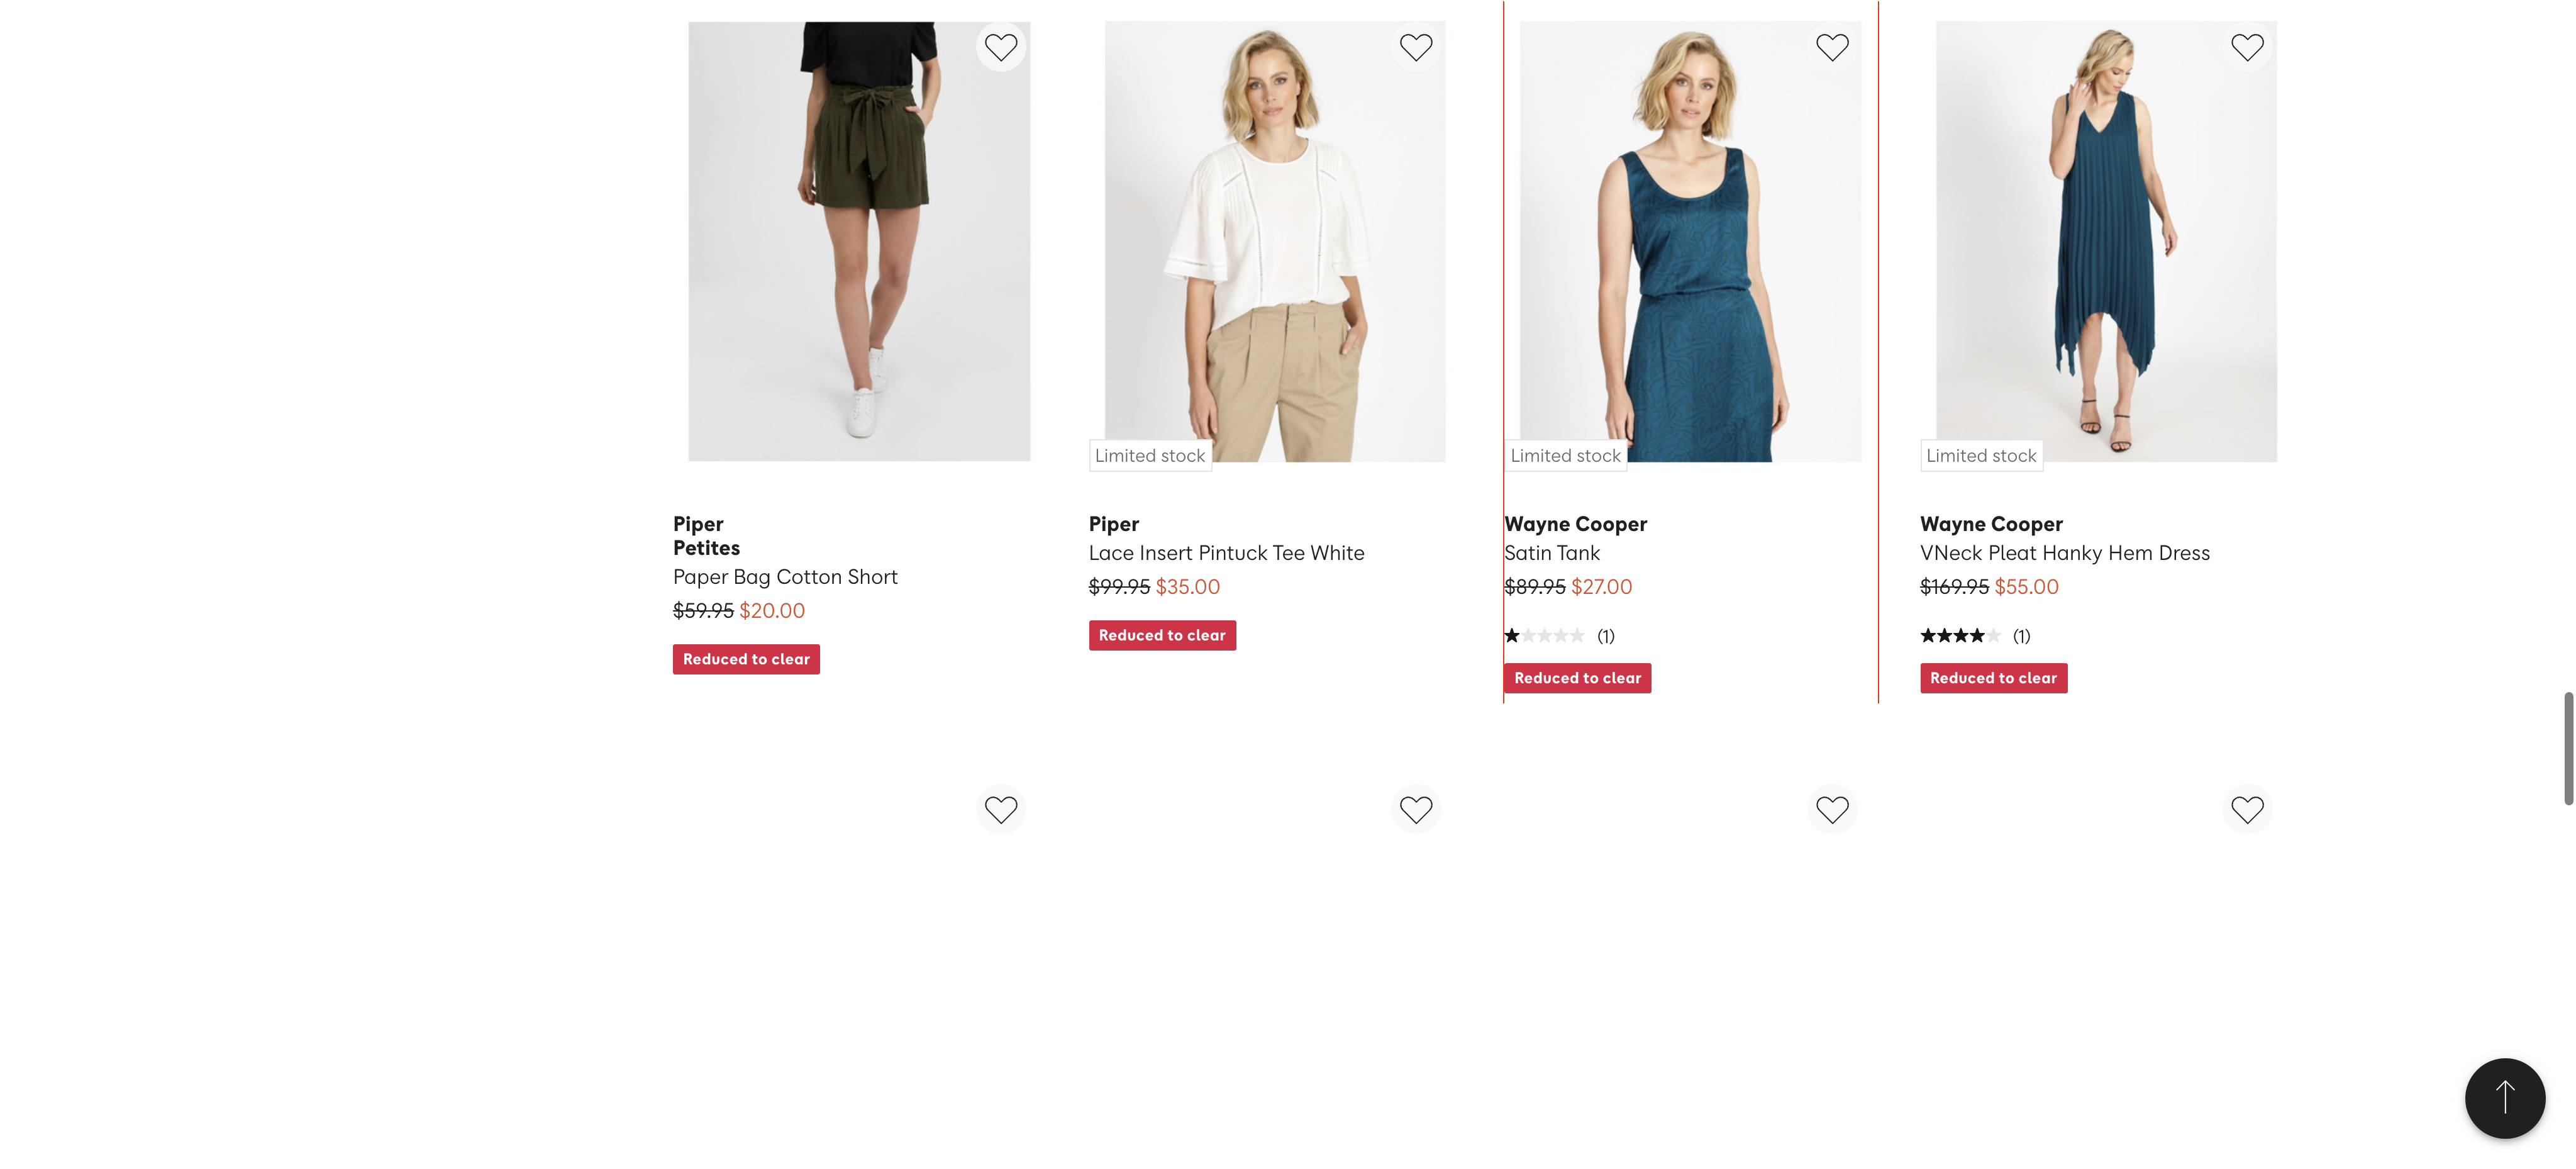 Limited stock
Limited stock
Limited stock
Piper
Petites
Paper Bag Cotton Short
$59.95 $20.00
Reduced to clear
Piper
Lace Insert Pintuck Tee White
$99.95 $35.00
Reduced to clear
Wayne Cooper
Satin Tank
$89.95 $27.00
(1)
Reduced to clear
Wayne Cooper
VNeck Pleat Hanky Hem Dress
$169.95 $55.00
(1)
Reduced to clear